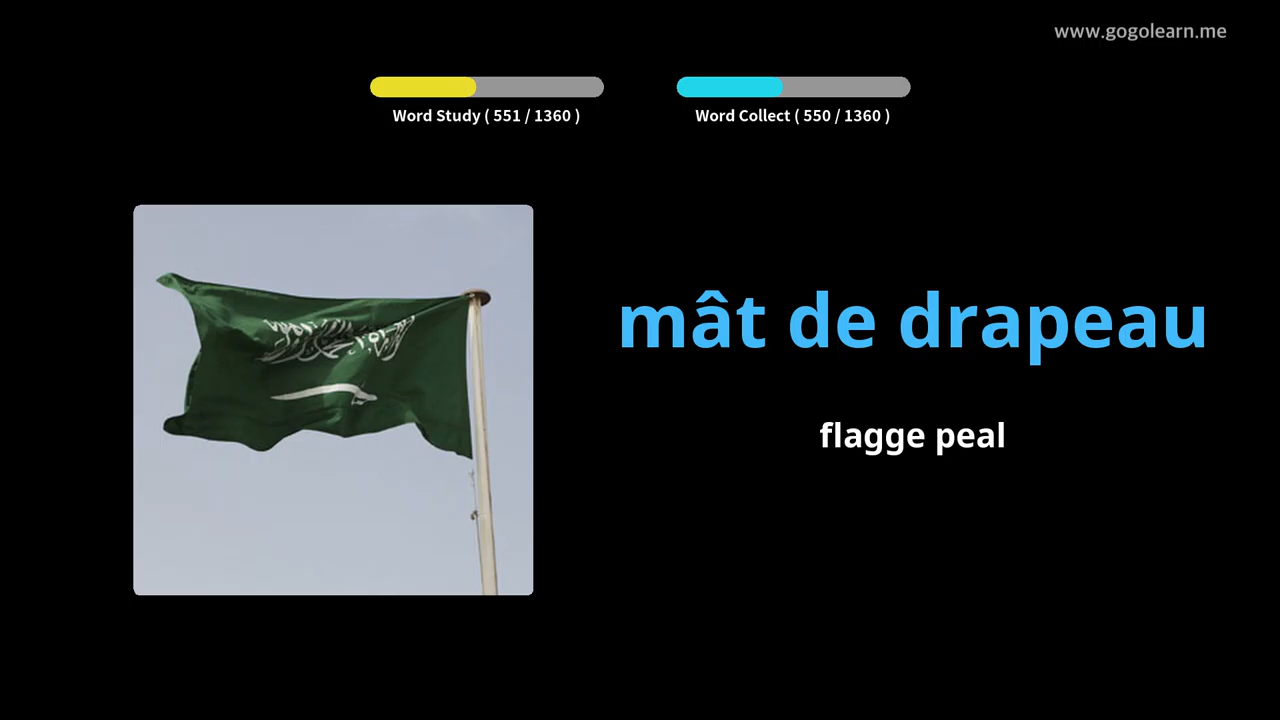 www.gogolearn.me
Word Study ( 551 / 1360 )
Word Collect ( 550 / 1360 )
mât de drapeau
flagge peal